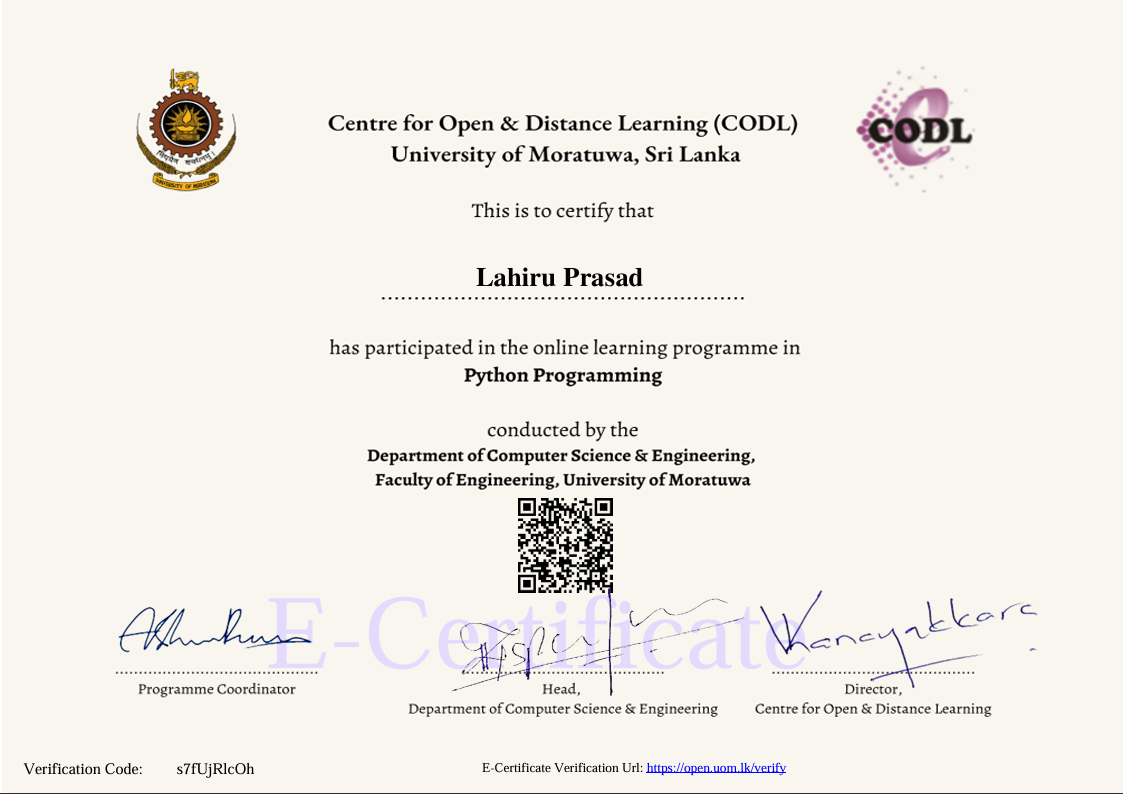 Centre for Open & Distance Learning (CODL)
University of Moratuwa, Sri Lanka
UNIVERSITY OF MORATUWA
CODL
This is to certify that
Lahiru Prasad
has participated in the online learning programme in
Python Programming
conducted by the
Department of Computer Science & Engineering,
Faculty of Engineering, University of Moratuwa
E-Certificate
Programme Coordinator
Head,
Department of Computer Science & Engineering
Director,
Centre for Open & Distance Learning
Verification Code: s7fUjRlcOh
E-Certificate Verification Url: https://open.uom.lk/verify